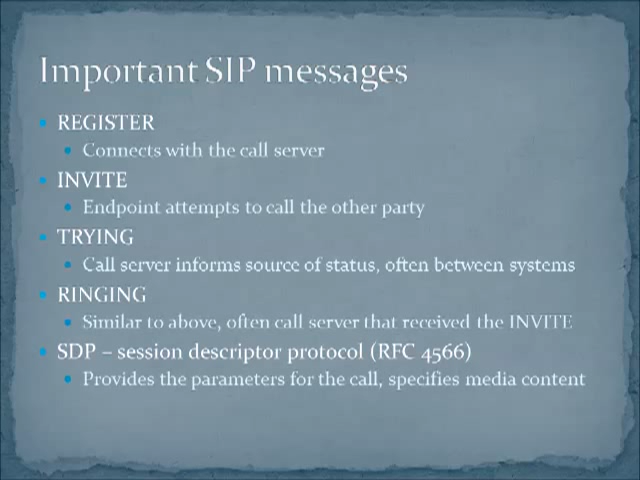 Important SIP messages
REGISTER
Connects with the call server
INVITE
Endpoint attempts to call the other party
TRYING
Call server informs source of status, often between systems
RINGING
Similar to above, often call server that received the INVITE
SDP – session descriptor protocol (RFC 4566)
Provides the parameters for the call, specifies media content